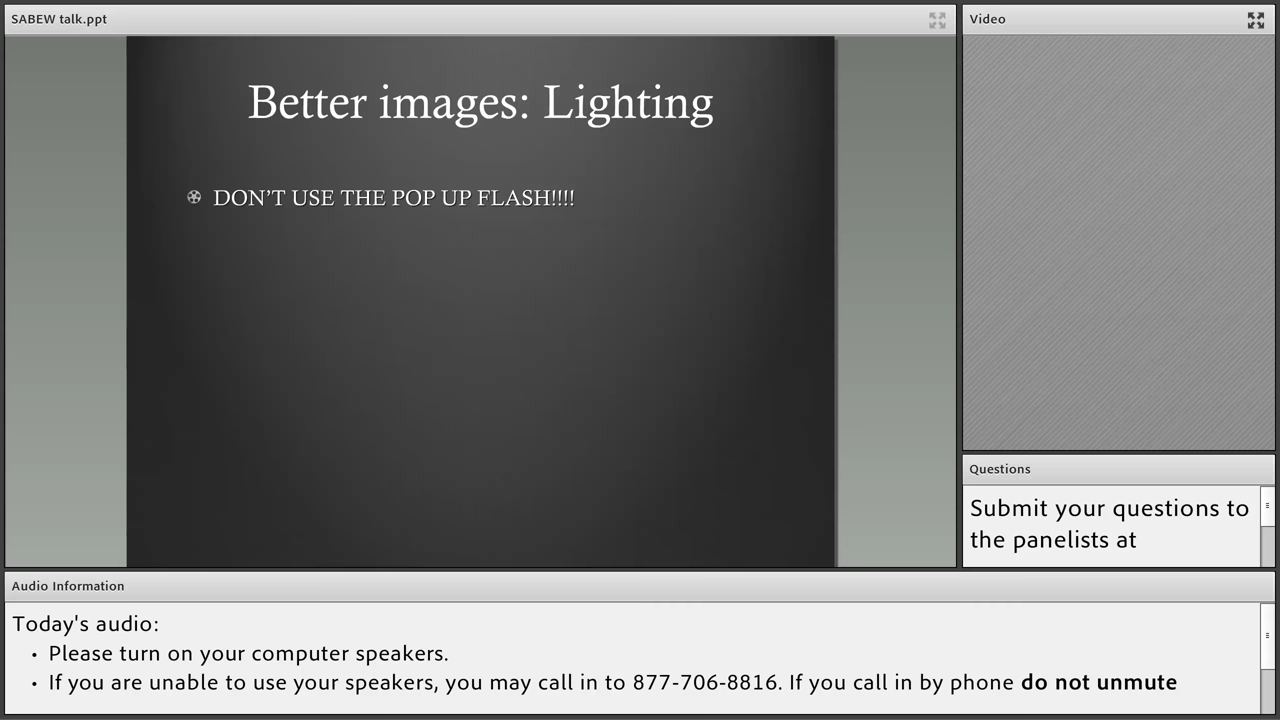 SABEW talk.ppt
Better images: Lighting
DON’T USE THE POP UP FLASH!!!!
Video
Questions
Submit your questions to
the panelists at
Audio Information
Today's audio:
• Please turn on your computer speakers.
• If you are unable to use your speakers, you may call in to 877-706-8816. If you call in by phone do not unmute